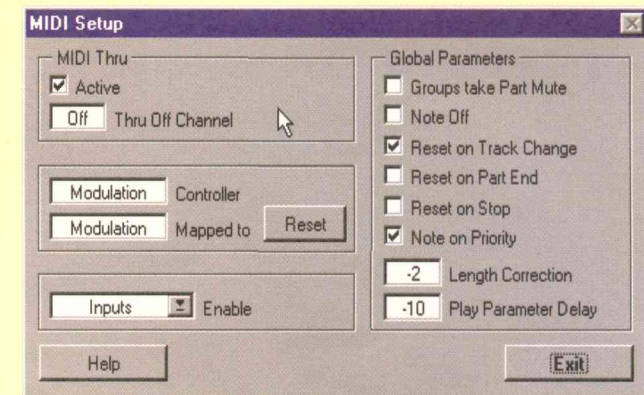 MIDI Setup
MIDI Thru
Active
Off Thru Off Channel
Modulation Controller
Modulation Mapped to Reset
Inputs Enable
Help
Global Parameters
Groups take Part Mute
Note Off
Reset on Track Change
Reset on Part End
Reset on Stop
Note on Priority
-2 Length Correction
-10 Play Parameter Delay
Exit